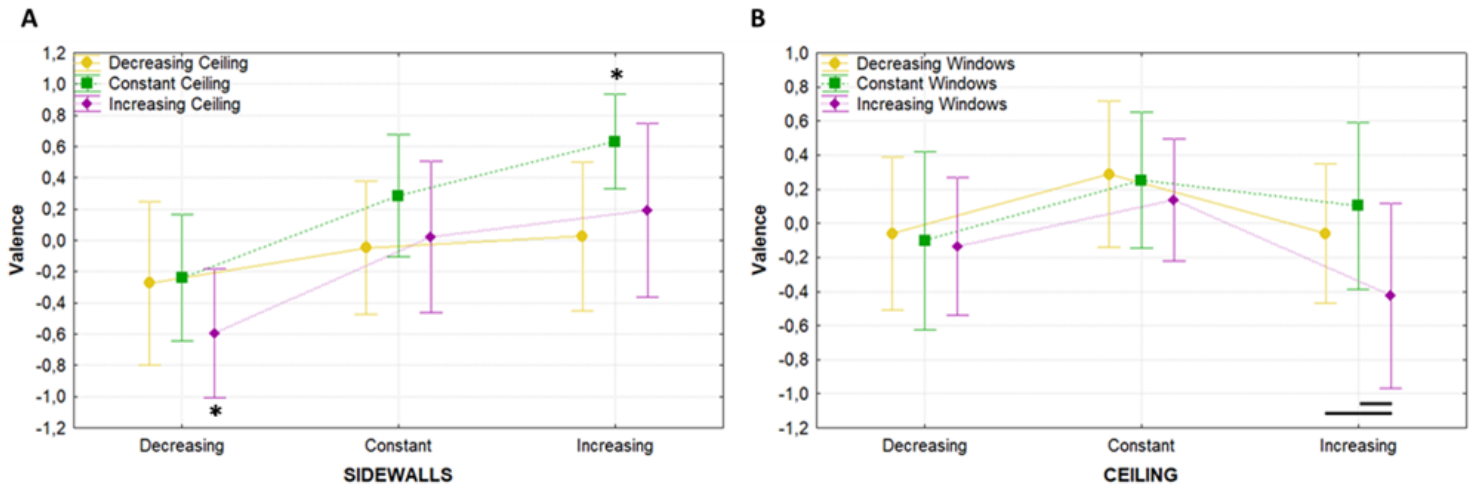 A
1,2
1,0
0,8
0,6
0,4
0,2
0,0
-0,2
-0,4
-0,6
-0,8
-1,0
-1,2
Valence
Decreasing Ceiling
Constant Ceiling
Increasing Ceiling
*
*
Decreasing Constant Increasing
SIDEWALLS
B
1,0
0,8
0,6
0,4
0,2
0,0
-0,2
-0,4
-0,6
-0,8
-1,0
-1,2
Valence
Decreasing Windows
Constant Windows
Increasing Windows
Decreasing Constant Increasing
CEILING